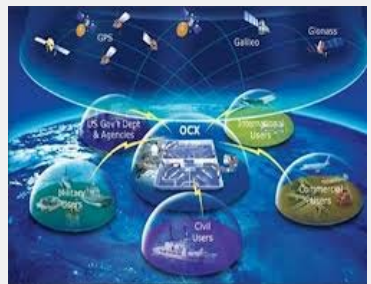 GPS
Galileo
Glonass
US Gov't Dept
& Agencies
OCX
International
Users
Military
Users
Commercial
Users
Civil
Users